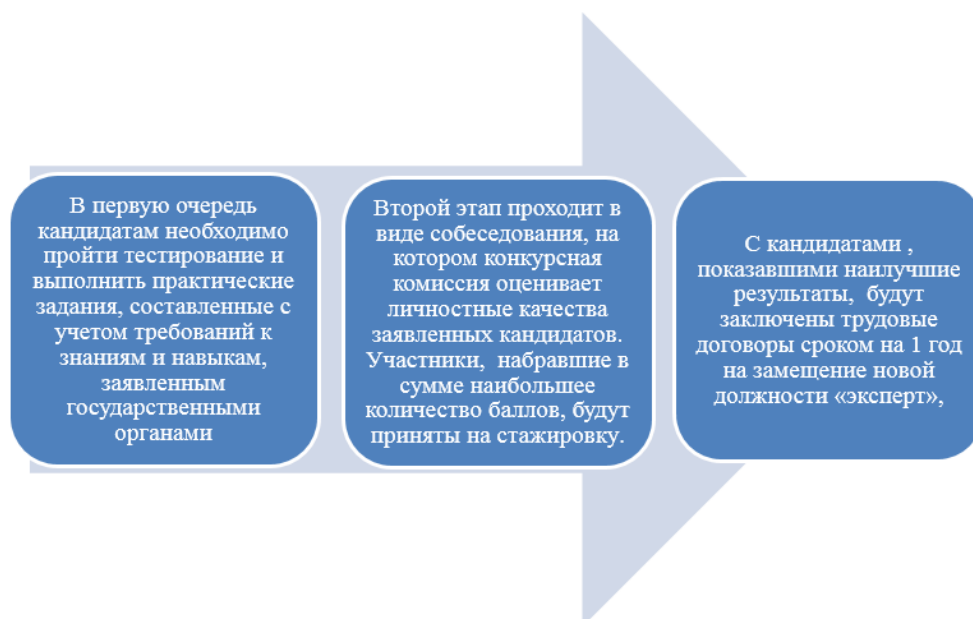 В первую очередь
кандидатам необходимо
пройти тестирование и
выполнить практические
задания, составленные с
учетом требований к
знаниям и навыкам,
заявленным
государственными
органами
Второй этап проходит в
виде собеседования, на
котором конкурсная
комиссия оценивает
личностные качества
заявленных кандидатов.
Участники,  набравшие в
сумме наибольшее
количество баллов, будут
приняты на стажировку.
С кандидатами ,
показавшими наилучшие
результаты,  будут
заключены трудовые
договоры сроком на 1 год
на замещение новой
должности «эксперт»,